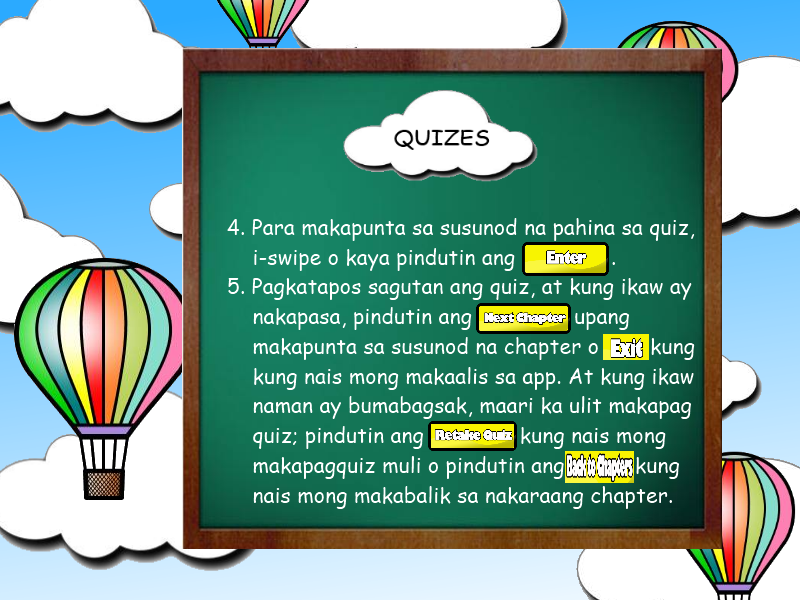 QUIZES
4. Para makapunta sa susunod na pahina sa quiz,
i-swipe o kaya pindutin ang Enter .
5. Pagkatapos sagutan ang quiz, at kung ikaw ay
nakapasa, pindutin ang Next Chapter upang
makapunta sa susunod na chapter o Exit kung
kung nais mong makaalis sa app. At kung ikaw
naman ay bumabagsak, maari ka ulit makapag
quiz; pindutin ang Retake Quiz kung nais mong
makapagquiz muli o pindutin ang Back to Chapters kung
nais mong makabalik sa nakaraang chapter.